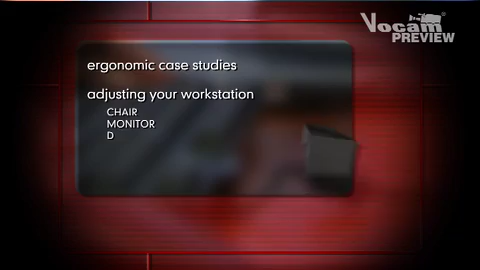 Vocam®
PREVIEW
ergonomic case studies
adjusting your workstation
CHAIR
MONITOR
D